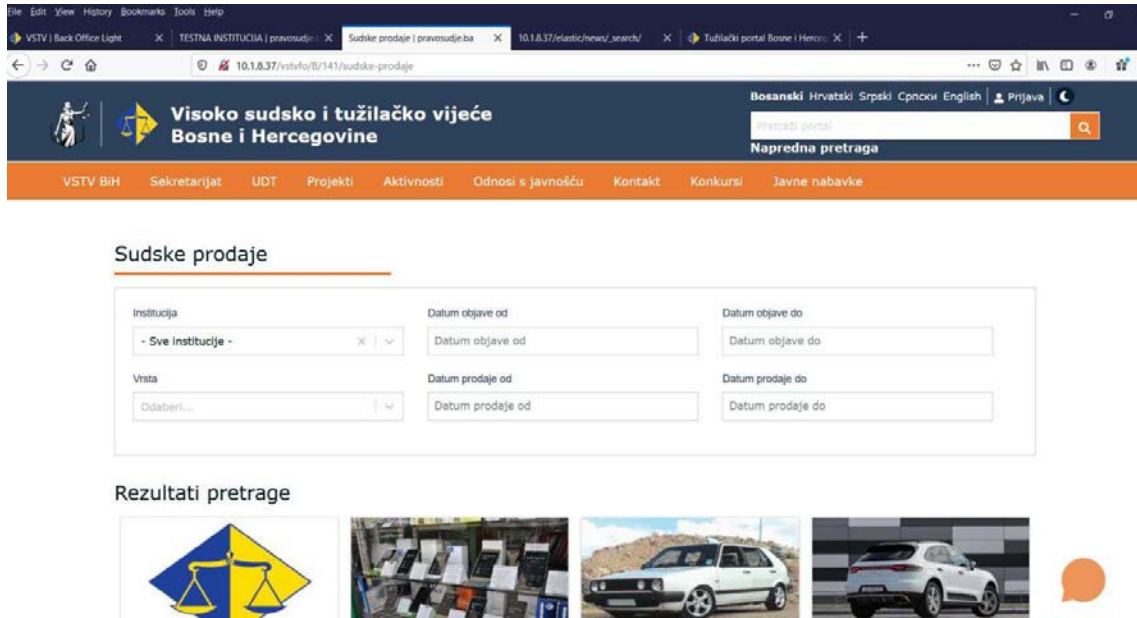 File Edit View History Bookmarks Tools Help
VSTV | Back Office Light
TESTNA INSTITUCIJA | pravosudje.
Sudske prodaje | pravosudje.ba
10.1.8.37/elastic/news/_search/
Tužilački portal Bosne i Herceg
10.1.8.37/vstvfo/B/141/sudske-prodaje
Bosanski Hrvatski Srpski Српски English | Prijava
Visoko sudsko i tužilačko vijeće
Bosne i Hercegovine
Pretraži portal
Napredna pretraga
VSTV BiH Sekretarijat UDT Projekti Aktivnosti Odnosi s javnošću Kontakt Konkursi Javne nabavke
Sudske prodaje
Institucija Datum objave od Datum objave do
- Sve institucije - Datum objave od Datum objave do
Vrsta Datum prodaje od Datum prodaje do
Odaberi... Datum prodaje od Datum prodaje do
Rezultati pretrage